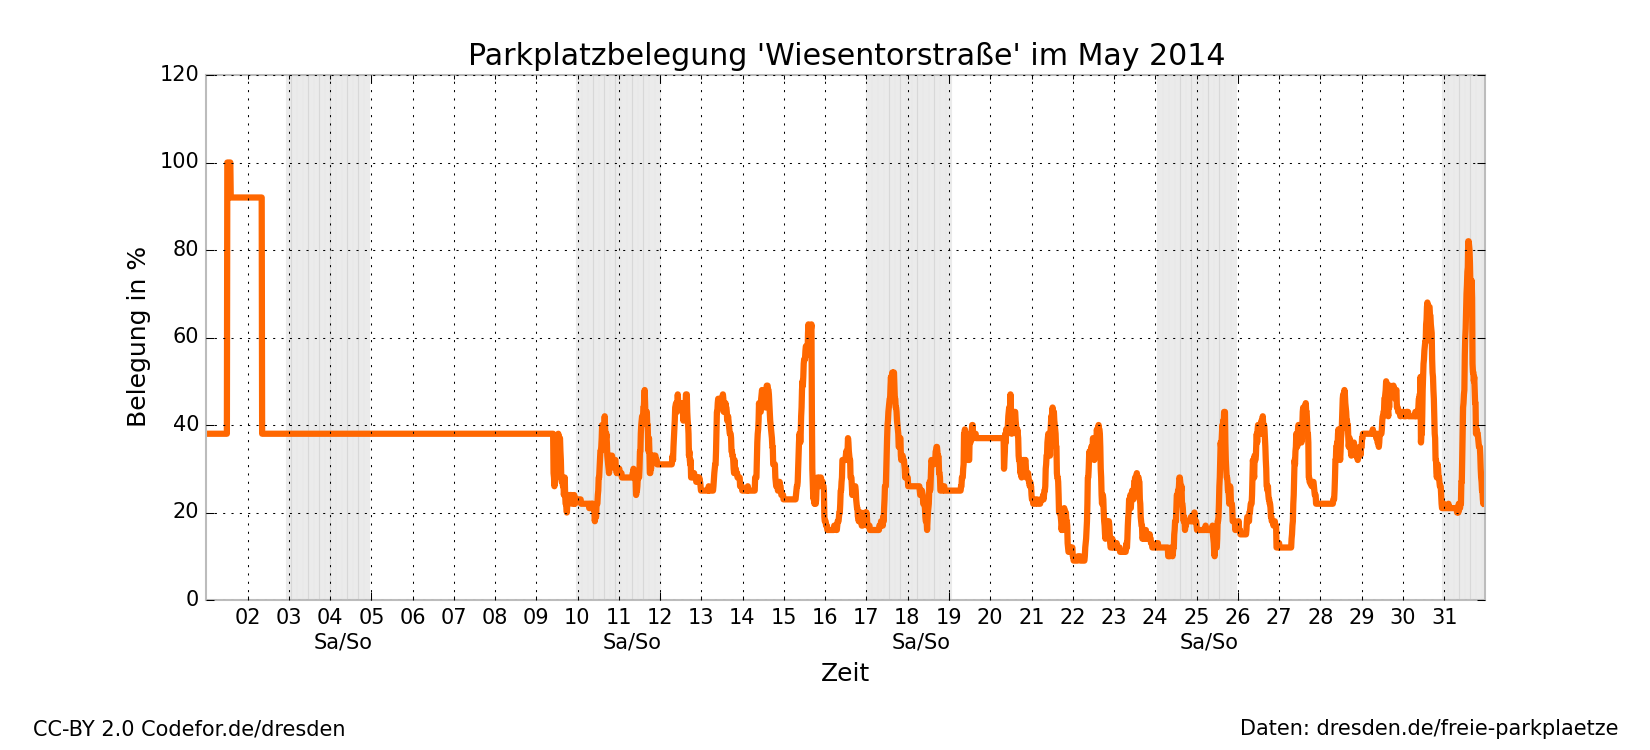 Parkplatzbelegung 'Wiesentorstraße' im May 2014
120
100
80
60
40
20
0
Belegung in %
02 03 04 05 06 07 08 09 10 11 12 13 14 15 16 17 18 19 20 21 22 23 24 25 26 27 28 29 30 31
Sa/So Sa/So Sa/So Sa/So
Zeit
CC-BY 2.0 Codefor.de/dresden
Daten: dresden.de/freie-parkplaetze